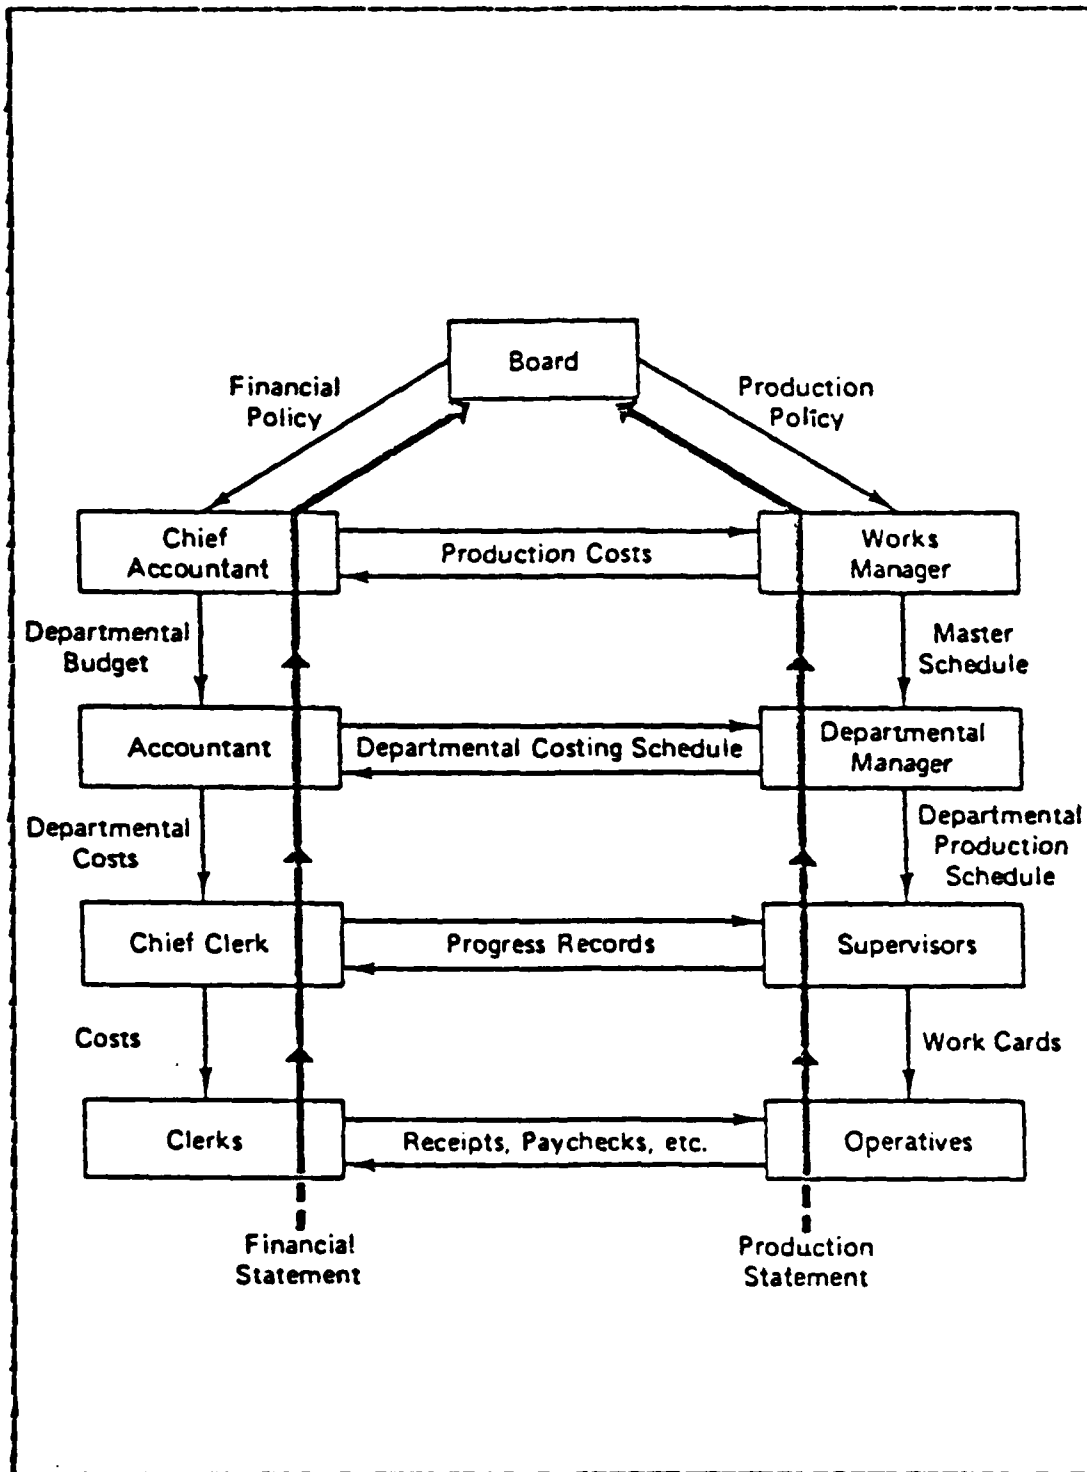 Board
Financial
Policy
Production
Policy
Chief
Accountant
Production Costs
Works
Manager
Departmental
Budget
Master
Schedule
Accountant
Departmental Costing Schedule
Departmental
Manager
Departmental
Costs
Departmental
Production
Schedule
Chief Clerk
Progress Records
Supervisors
Costs
Work Cards
Clerks
Receipts, Paychecks, etc.
Operatives
Financial
Statement
Production
Statement